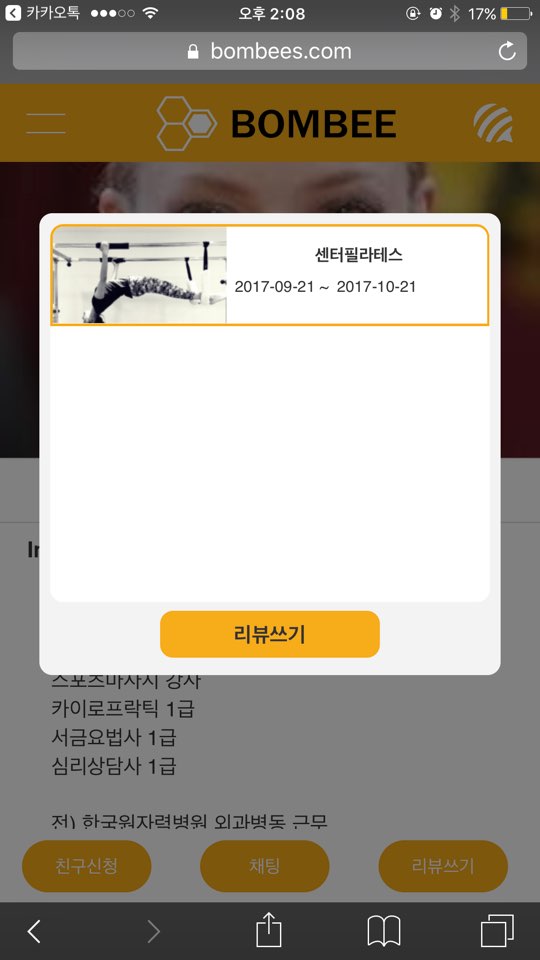 카카오톡 오후 2:08 17%
bombees.com
BOMBEE
센터필라테스
2017-09-21 ~ 2017-10-21
리뷰쓰기
스포츠마사지 강사
카이로프락틱 1급
서금요법사 1급
심리상담사 1급
전) 한국원자력병원 외과병동 근무
친구신청 채팅 리뷰쓰기